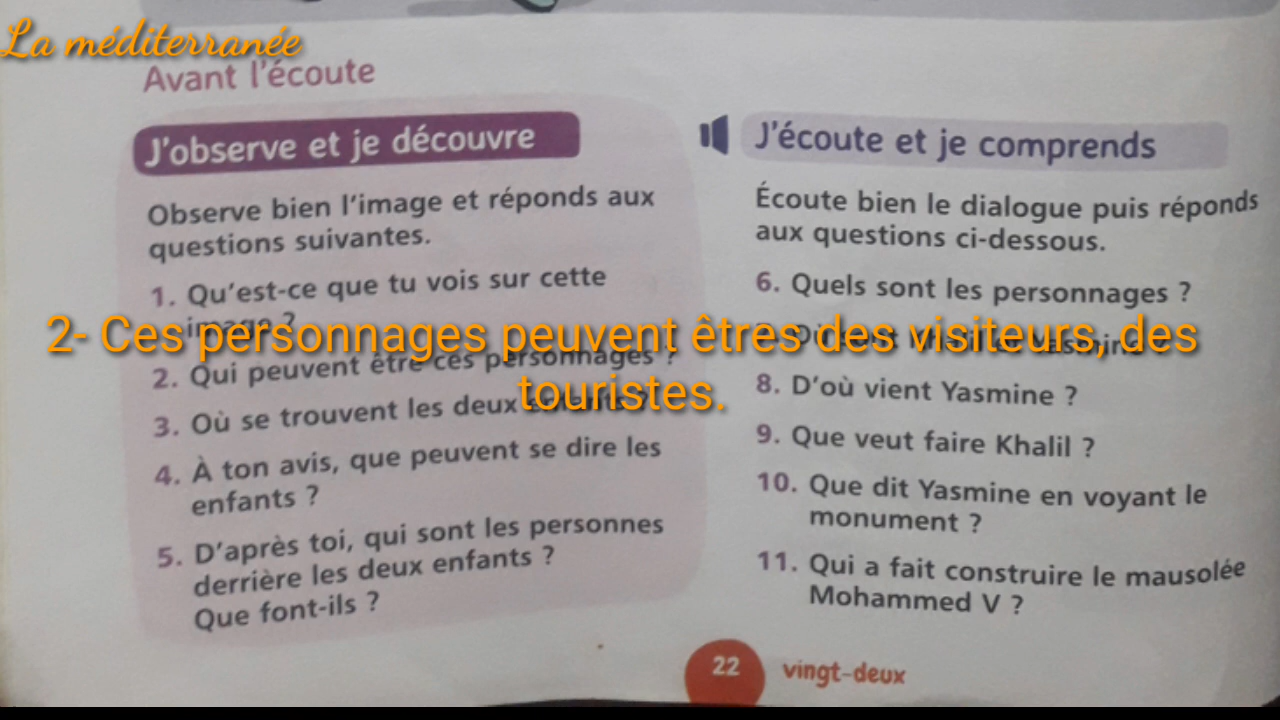 La méditerranée
Avant l'écoute
J'observe et je découvre
Observe bien l'image et réponds aux
questions suivantes.
1. Qu'est-ce que tu vois sur cette
image ?
2- Ces personnages peuvent êtres des visiteurs, des
touristes.
2. Qui peuvent être ces personnages ?
3. Où se trouvent les deux
4. À ton avis, que peuvent se dire les
enfants ?
5. D'après toi, qui sont les personnes
derrière les deux enfants ?
Que font-ils ?
J'écoute et je comprends
Écoute bien le dialogue puis réponds
aux questions ci-dessous.
6. Quels sont les personnages ?
Où Yasmine ?
8. D'où vient Yasmine ?
9. Que veut faire Khalil ?
10. Que dit Yasmine en voyant le
monument ?
11. Qui a fait construire le mausolée
Mohammed V ?
22 vingt-deux